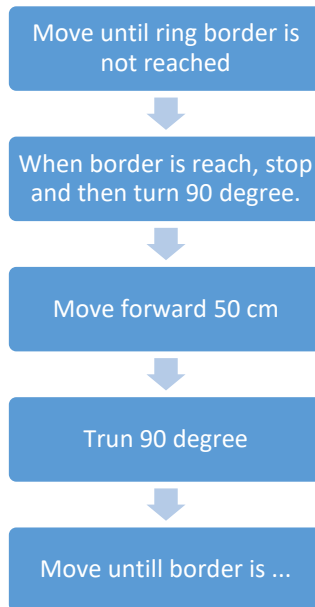 Move until ring border is
not reached
When border is reach, stop
and then turn 90 degree.
Move forward 50 cm
Trun 90 degree
Move untill border is ...